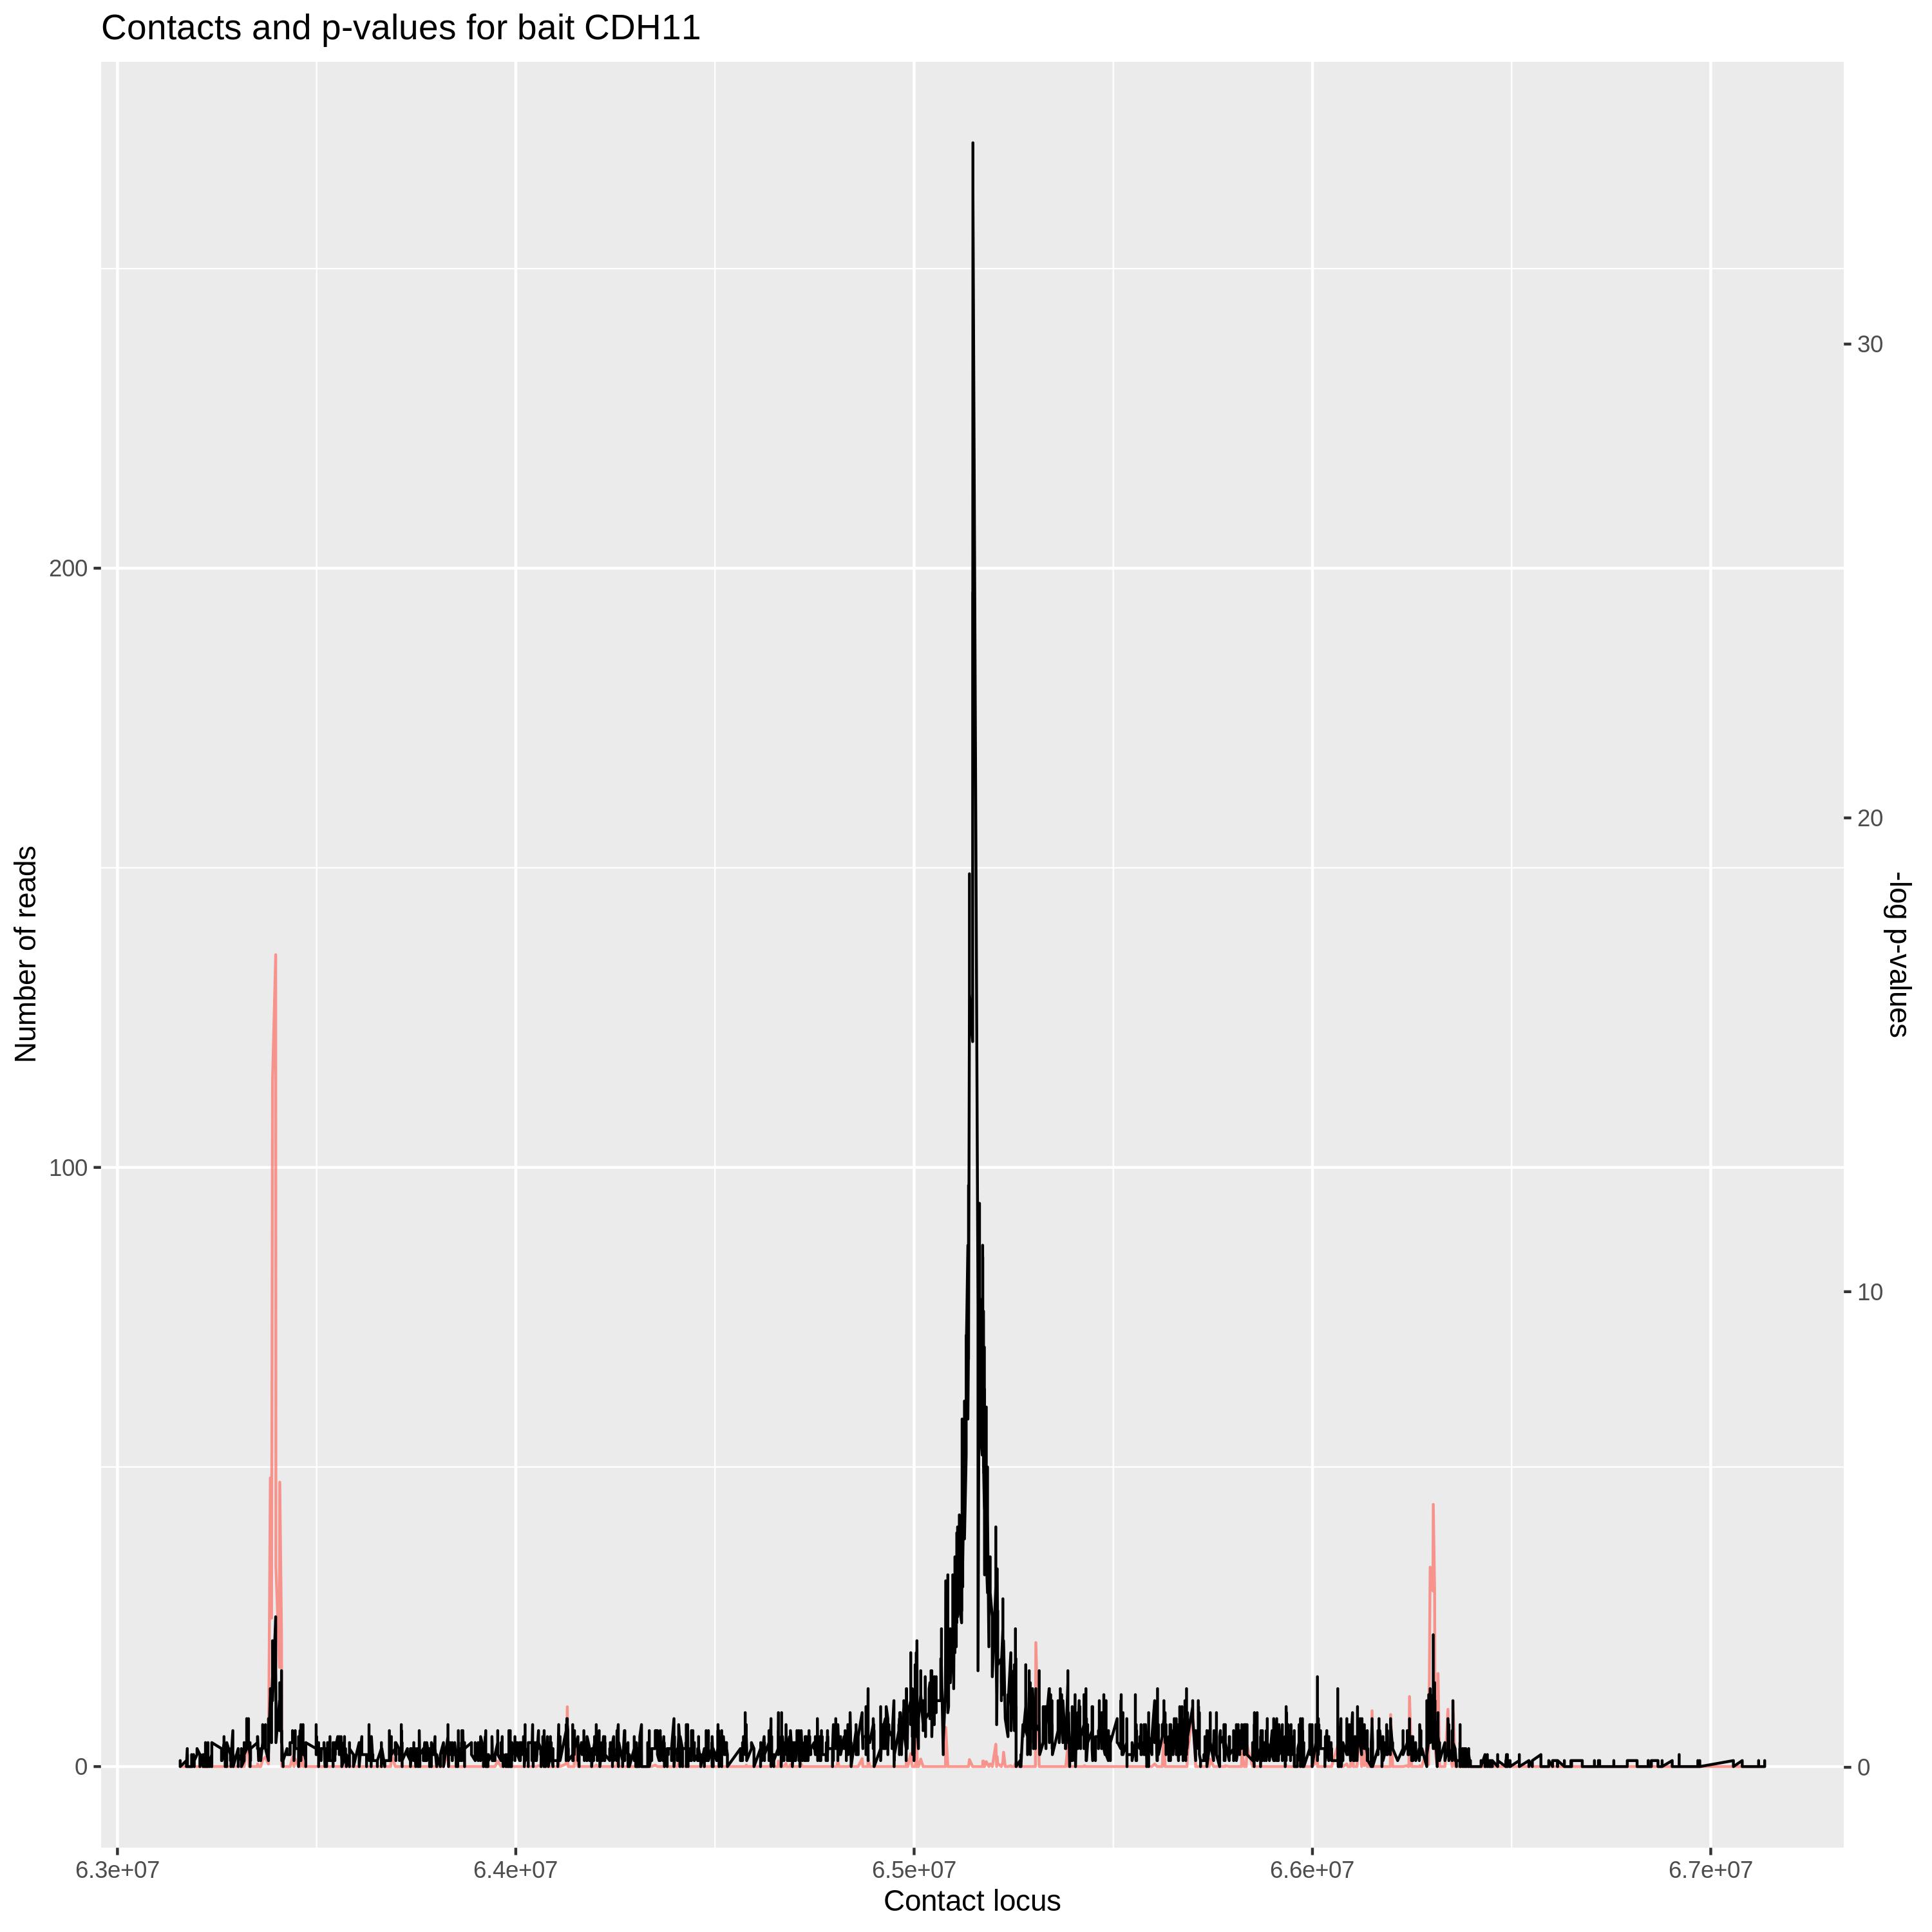 Contacts and p-values for bait CDH11
Number of reads
200
100
0
-log p-values
30
20
10
0
6.3e+07 6.4e+07 6.5e+07 6.6e+07 6.7e+07
Contact locus